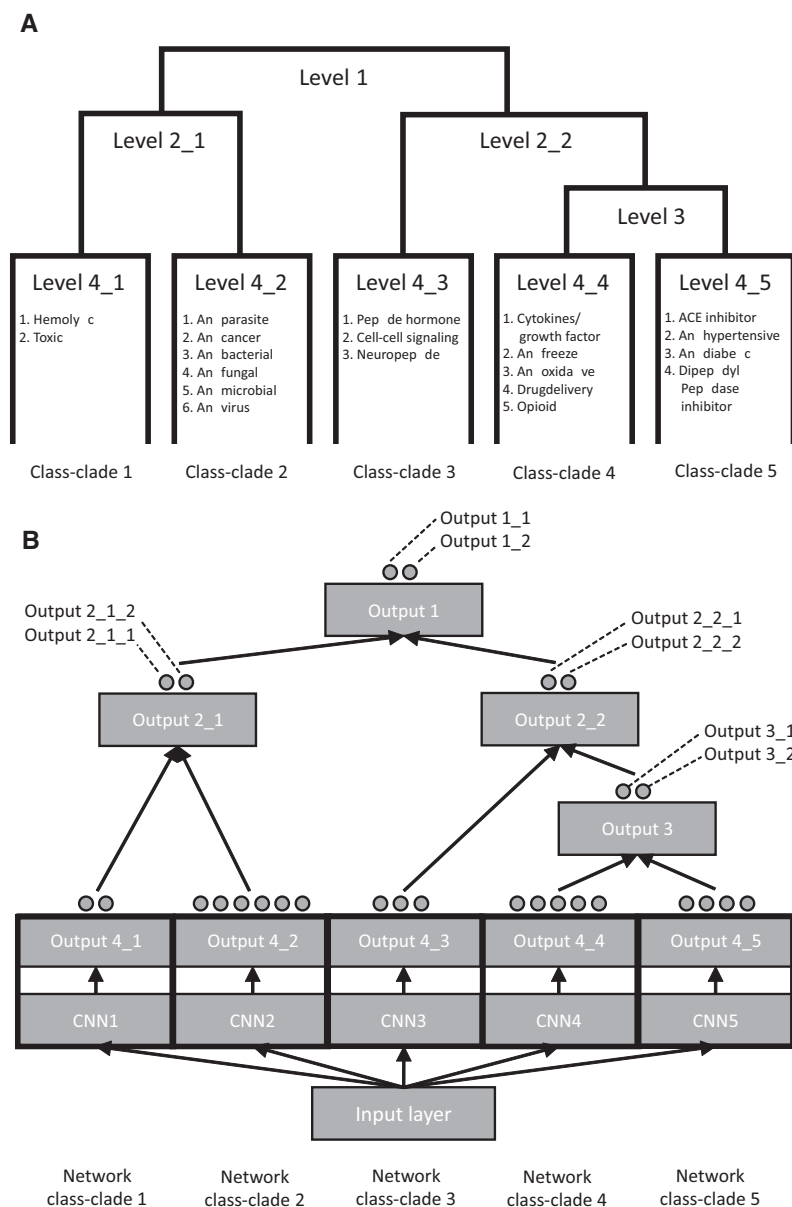 A
Level 1
Level 2_1
Level 2_2
Level 3
Level 4_1
1. Hemoly c
2. Toxic
Level 4_2
1. An parasite
2. An cancer
3. An bacterial
4. An fungal
5. An microbial
6. An virus
Level 4_3
1. Pep de hormone
2. Cell-cell signaling
3. Neuropep de
Level 4_4
1. Cytokines/
growth factor
2. An freeze
3. An oxida ve
4. Drugdelivery
5. Opioid
Level 4_5
1. ACE inhibitor
2. An hypertensive
3. An diabe c
4. Dipep dyl
Pep dase
inhibitor
Class-clade 1
Class-clade 2
Class-clade 3
Class-clade 4
Class-clade 5
B
Output 1_1
Output 1_2
Output 1
Output 2_1_2
Output 2_1_1
Output 2_2_1
Output 2_2_2
Output 2_1
Output 2_2
Output 3_1
Output 3_2
Output 3
Output 4_1
Output 4_2
Output 4_3
Output 4_4
Output 4_5
CNN1
CNN2
CNN3
CNN4
CNN5
Input layer
Network
class-clade 1
Network
class-clade 2
Network
class-clade 3
Network
class-clade 4
Network
class-clade 5